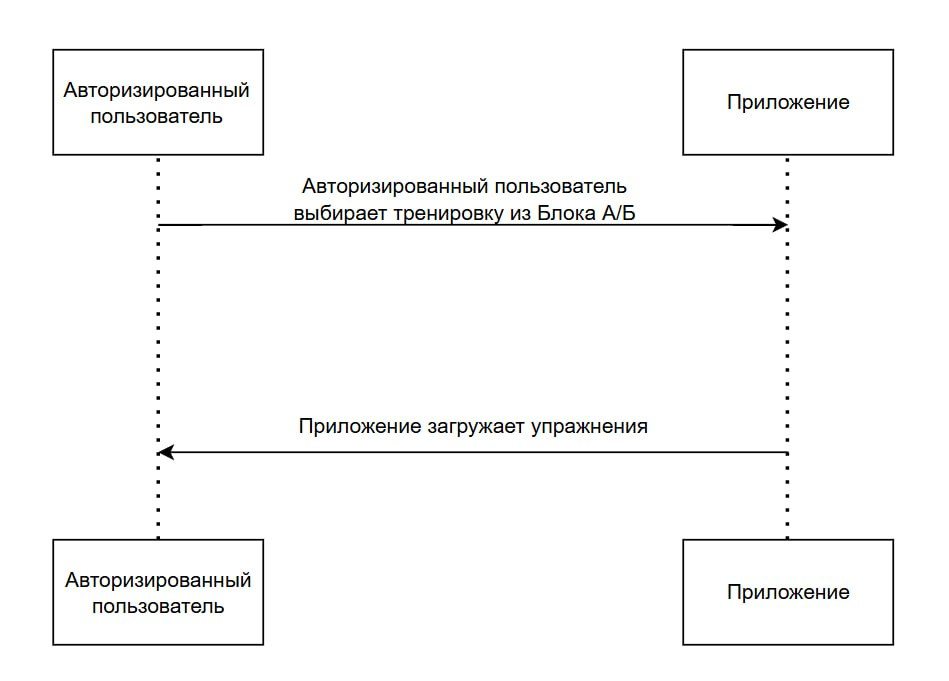 Авторизированный
пользователь
Приложение
Авторизированный пользователь
выбирает тренировку из Блока А/Б
Приложение загружает упражнения
Авторизированный
пользователь
Приложение